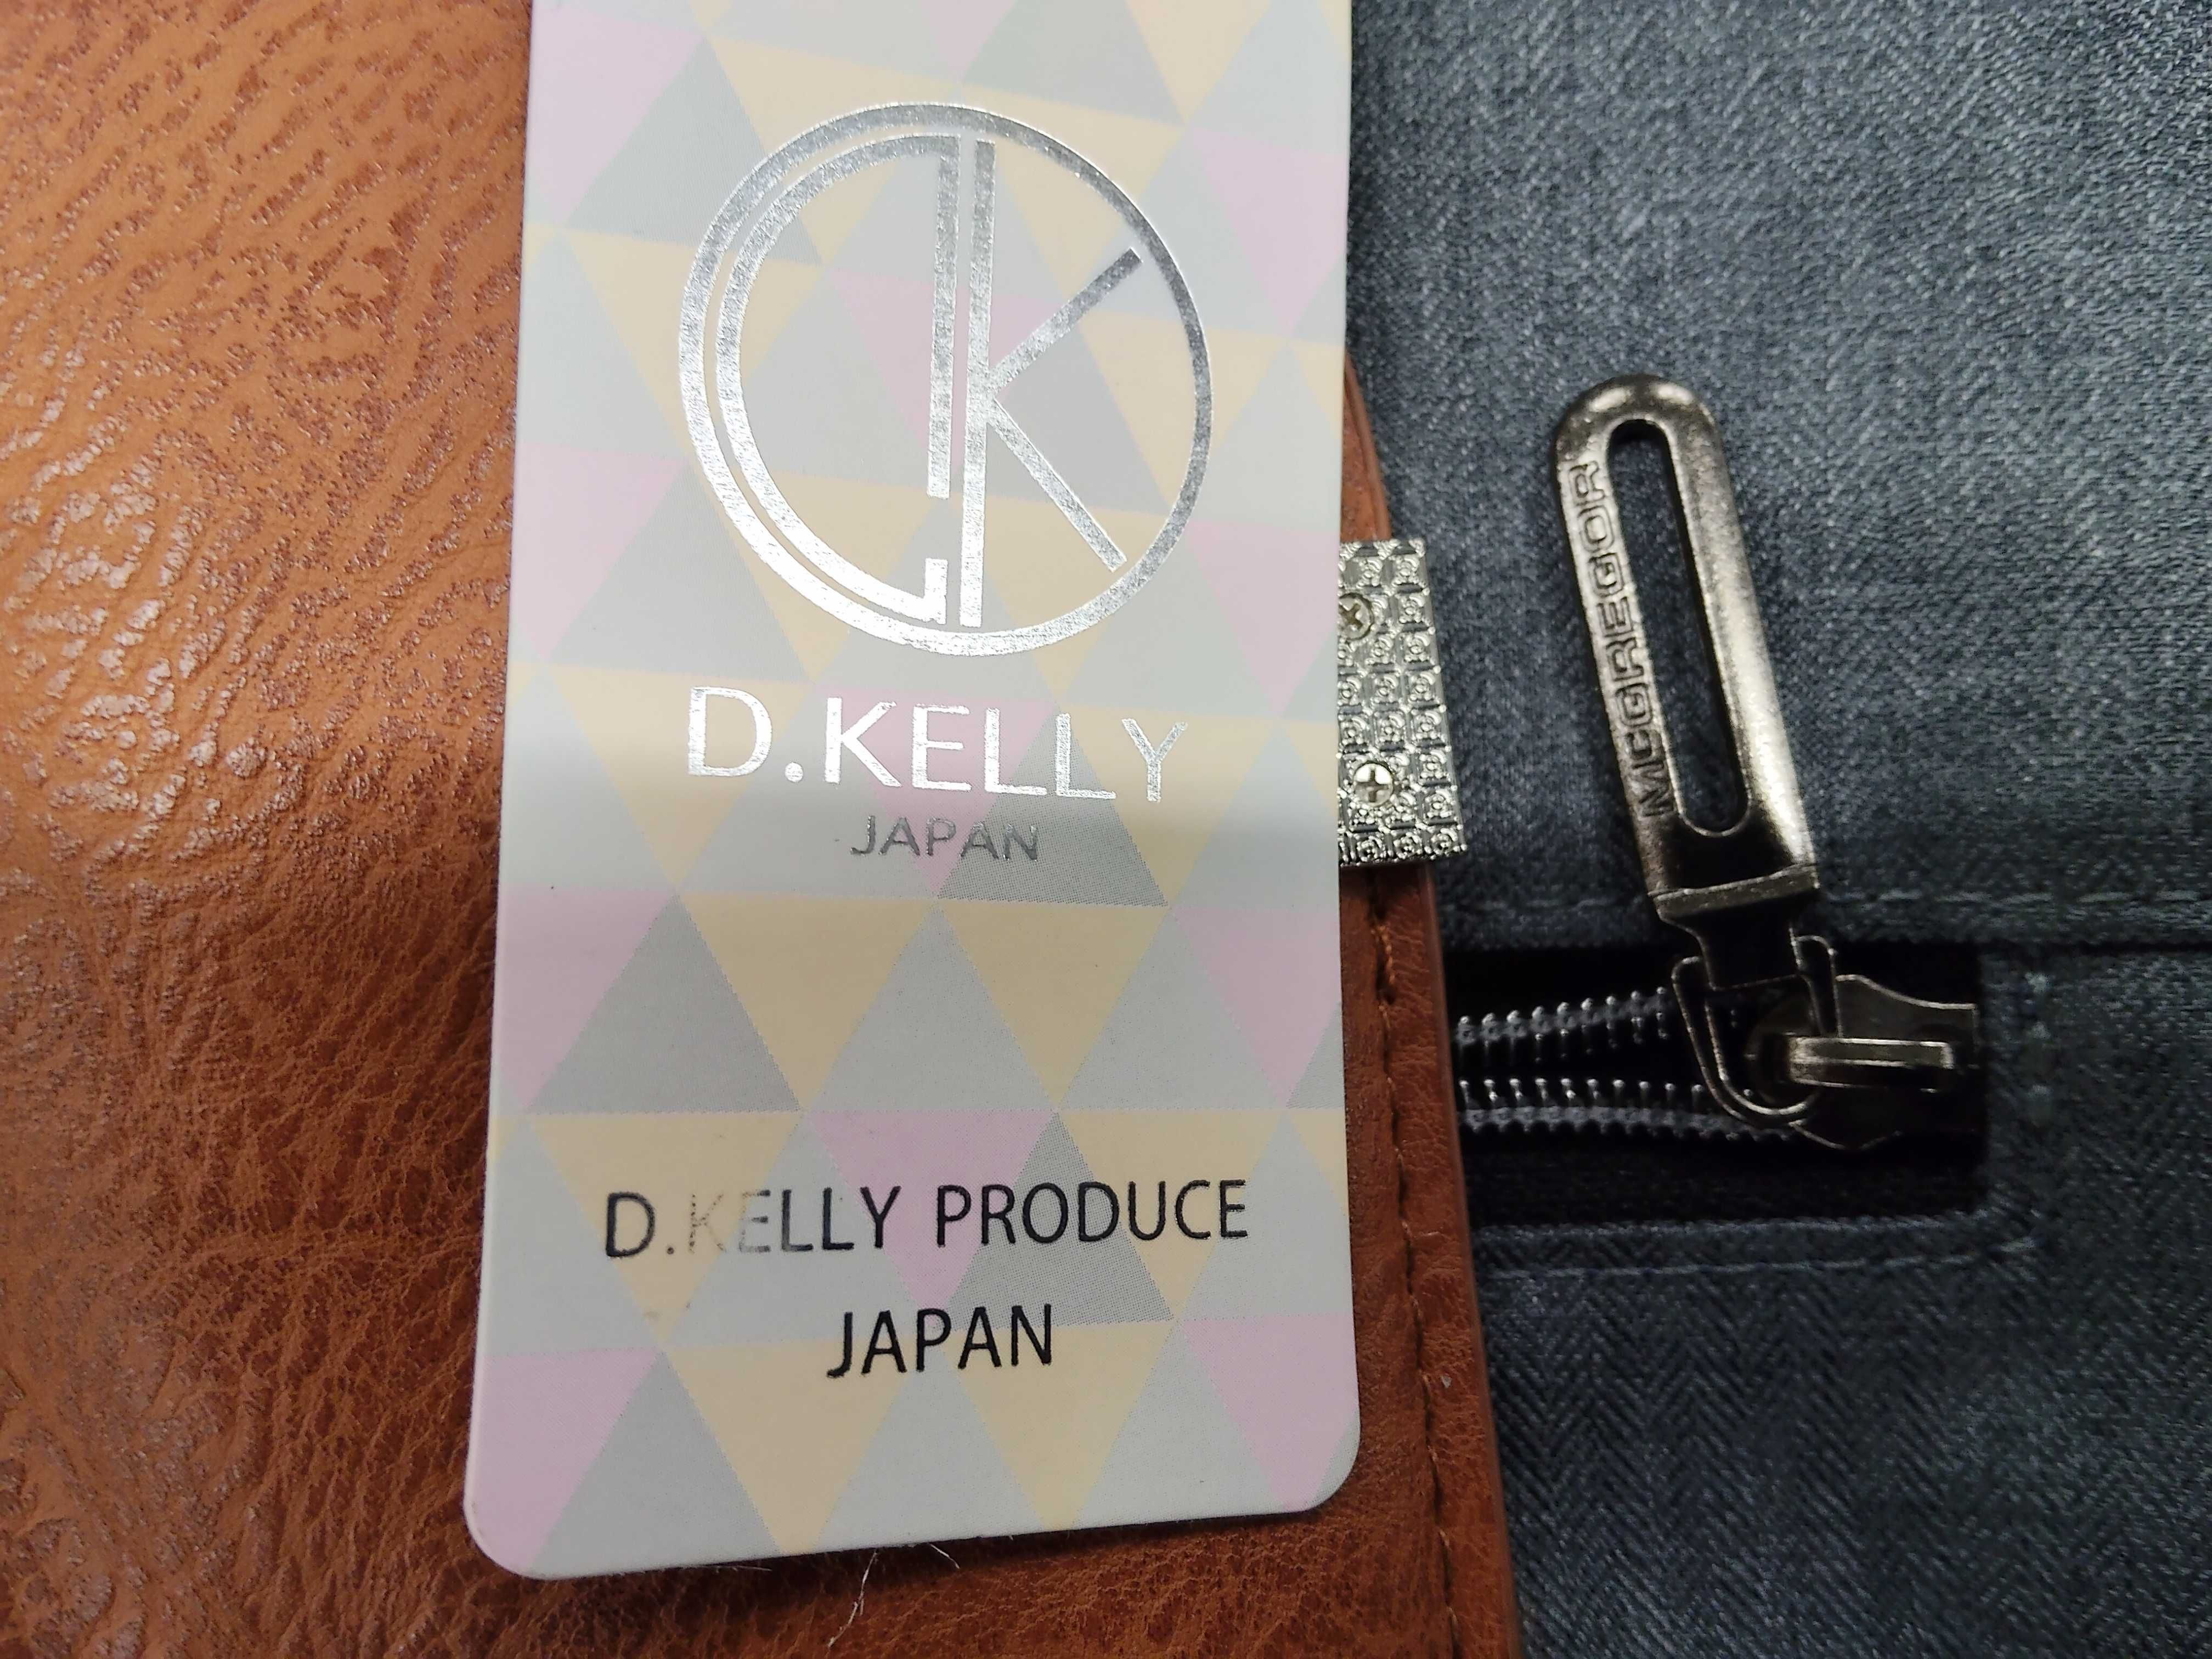 D.KELLY
JAPAN
D.KELLY PRODUCE
JAPAN
MCGREGOR